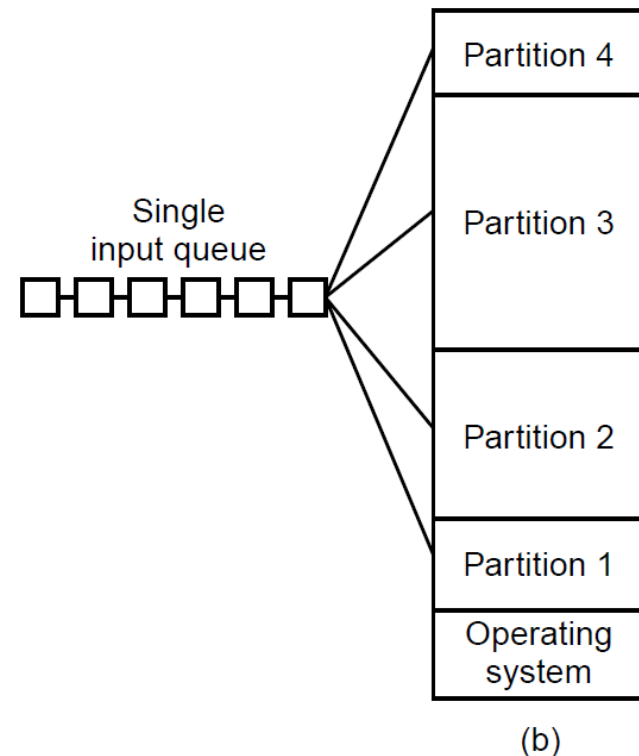 Partition 4
Single
input queue
Partition 3
Partition 2
Partition 1
Operating
system
(b)